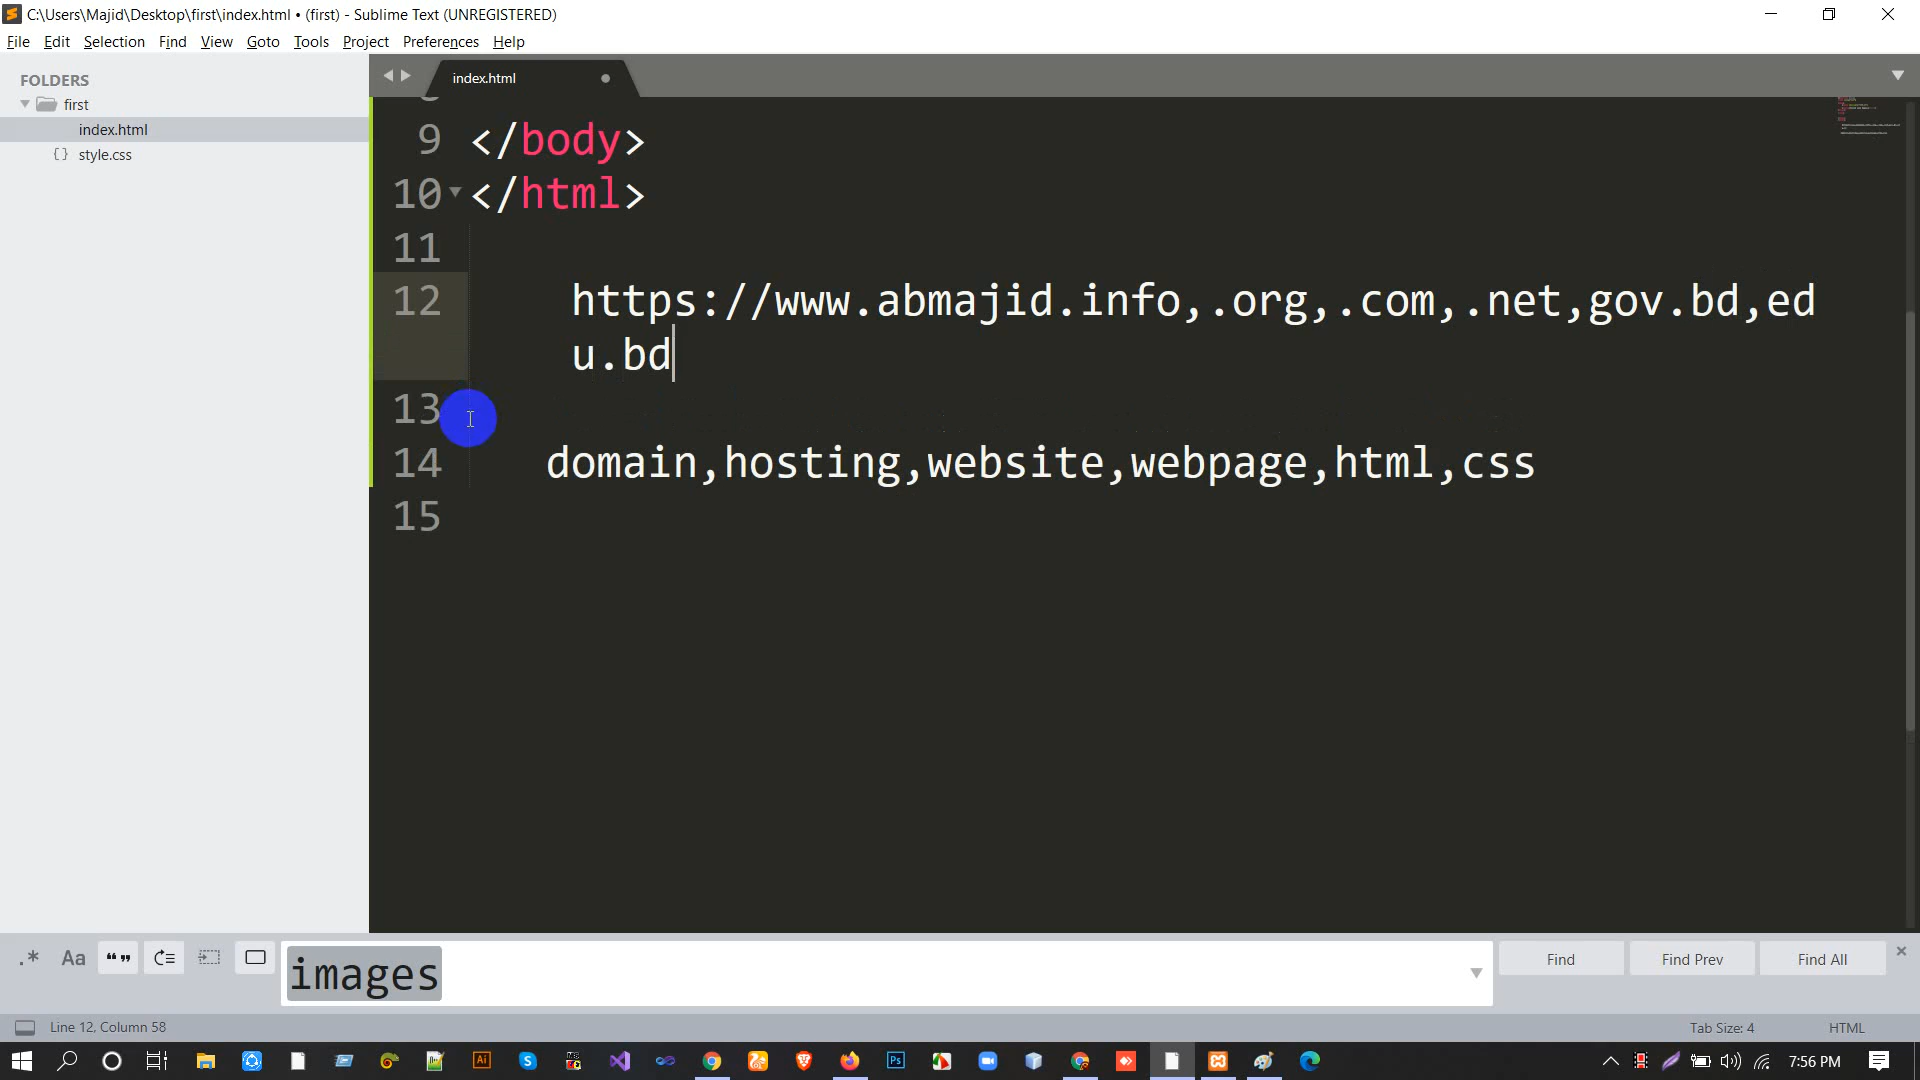 C:\Users\Majid\Desktop\first\index.html • (first) - Sublime Text (UNREGISTERED)
File Edit Selection Find View Goto Tools Project Preferences Help
FOLDERS
first
index.html
{} style.css
index.html
9 </body>
10 </html>
11
12 https://www.abmajid.info,.org,.com,.net,gov.bd,ed
u.bd
13
14 domain,hosting,website,webpage,html,css
15
.* Aa images Find Find Prev Find All
Line 12, Column 58 Tab Size: 4 HTML
7:56 PM